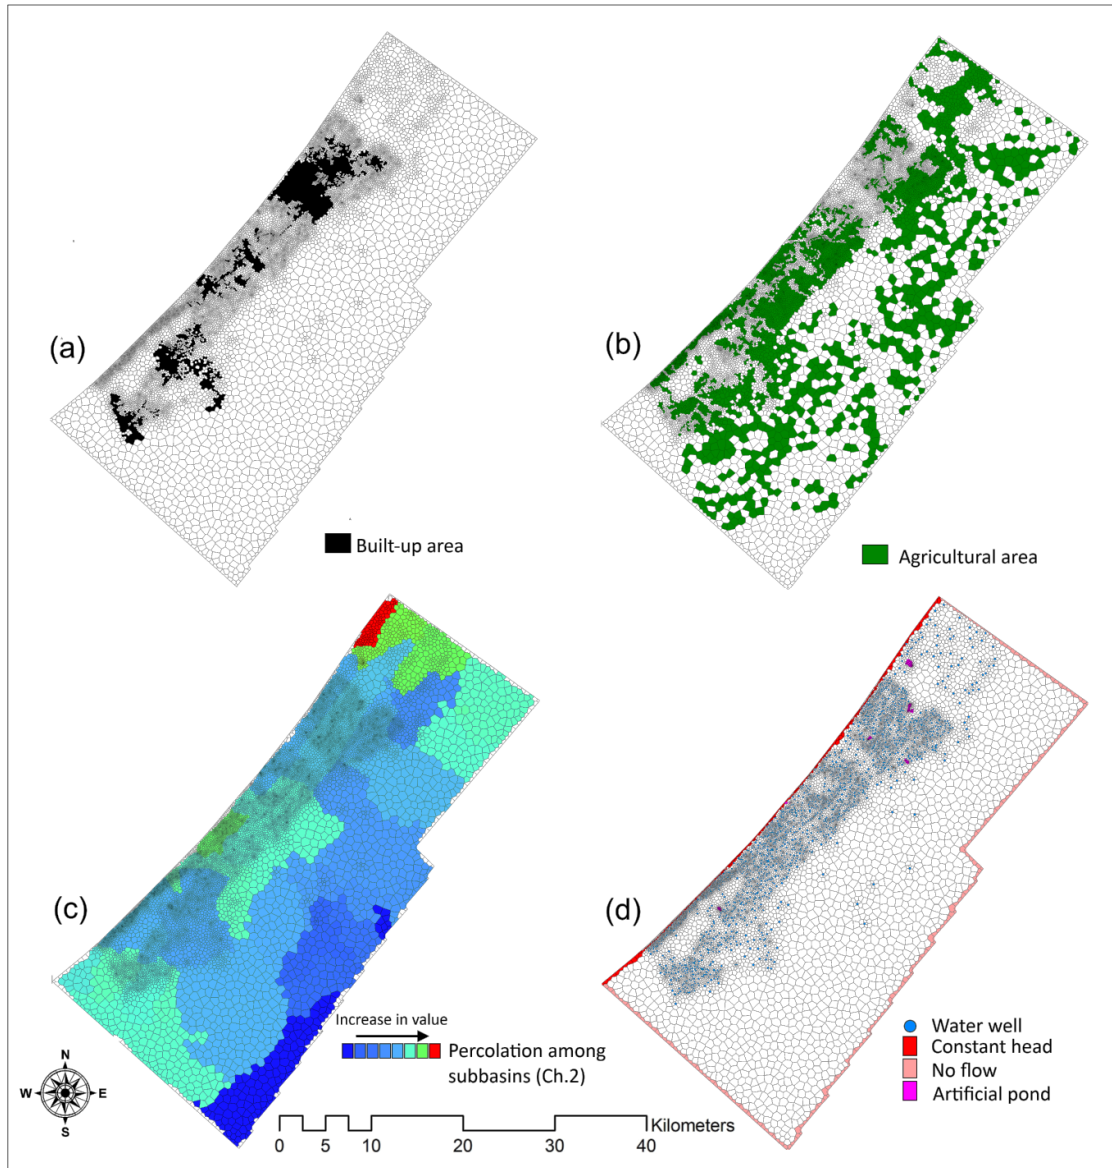 (a)
Built-up area
(b)
Agricultural area
(c)
Increase in value
Percolation among
subbasins (Ch.2)
N
W
E
S
0
5
10
20
30
40
Kilometers
(d)
Water well
Constant head
No flow
Artificial pond